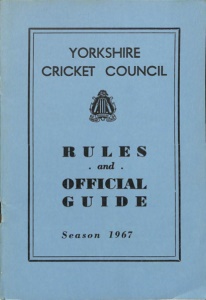 YORKSHIRE
CRICKET COUNCIL
RULES
. and .
OFFICIAL
GUIDE
Season 1967